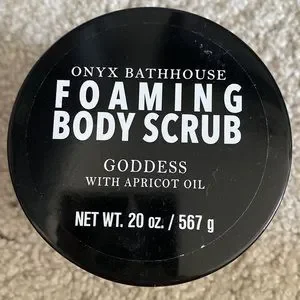 ONYX BATHHOUSE
FOAMING
BODY SCRUB
GODDESS
WITH APRICOT OIL
NET WT. 20 oz. / 567 g